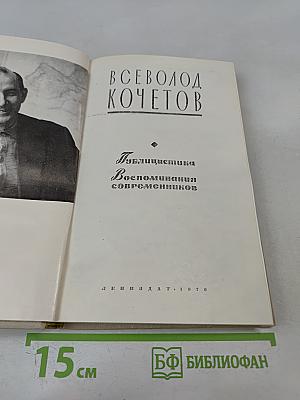 ВСЕВОЛОД
КОЧЕТОВ
Публицистика
Воспоминания
современников
ЛЕНИЗДАТ • 1976
15 см
БФ БИБЛИОФАН